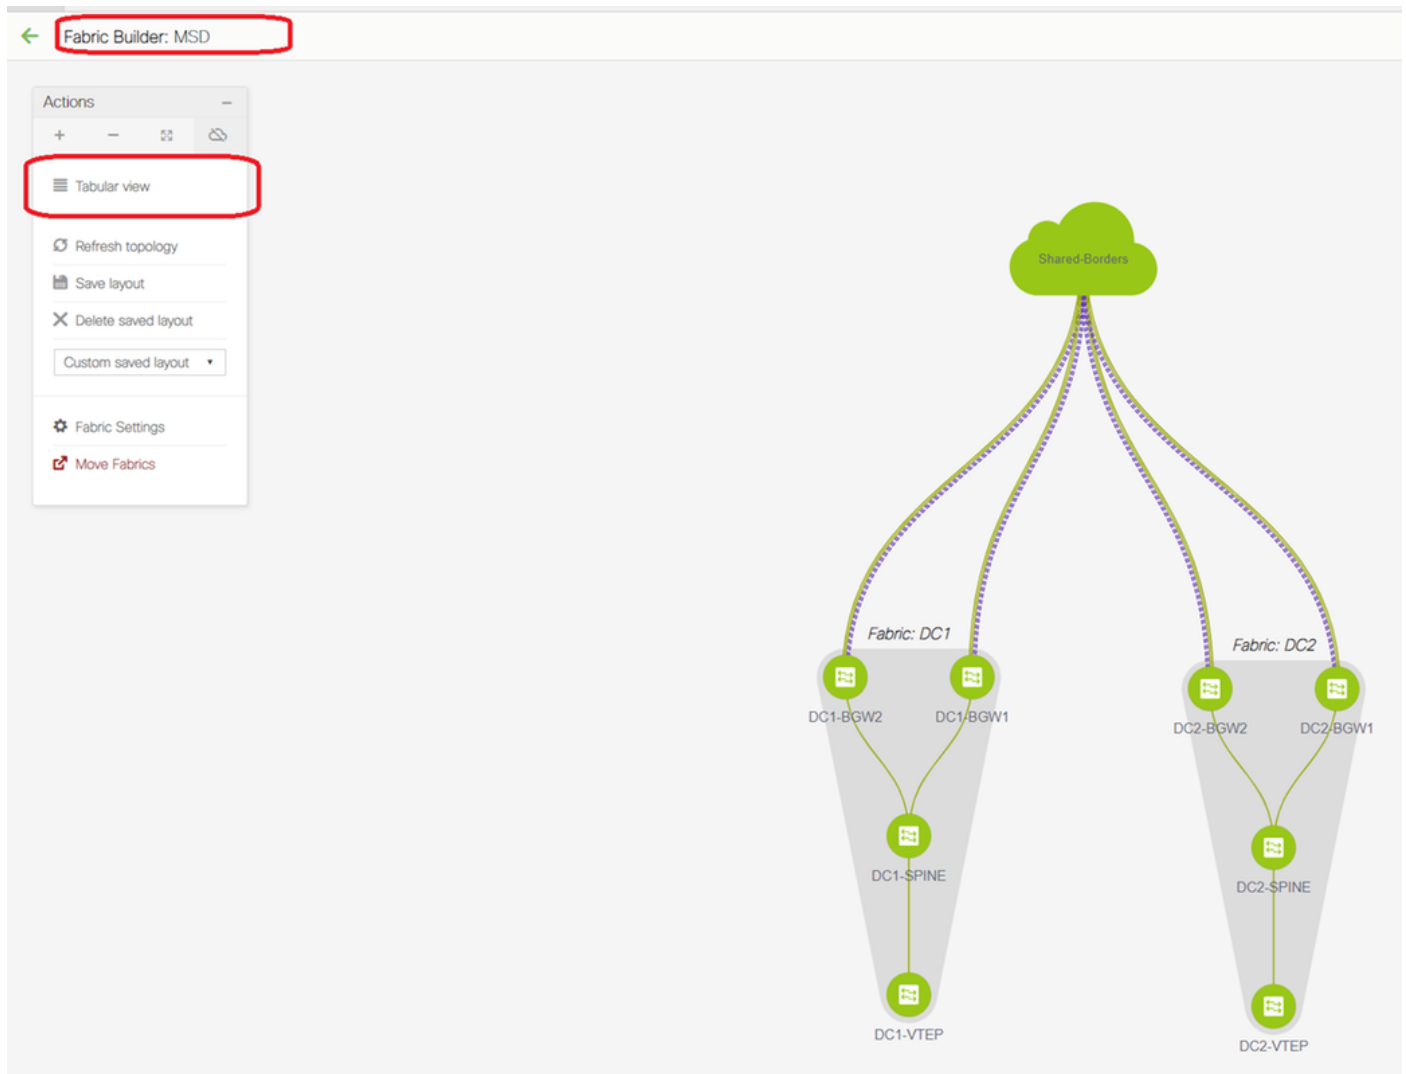 Fabric Builder: MSD
Actions
Tabular view
Refresh topology
Save layout
Delete saved layout
Custom saved layout
Fabric Settings
Move Fabrics
Shared-Borders
Fabric: DC1
Fabric: DC2
DC1-BGW2
DC1-BGW1
DC2-BGW2
DC2-BGW1
DC1-SPINE
DC2-SPINE
DC1-VTEP
DC2-VTEP